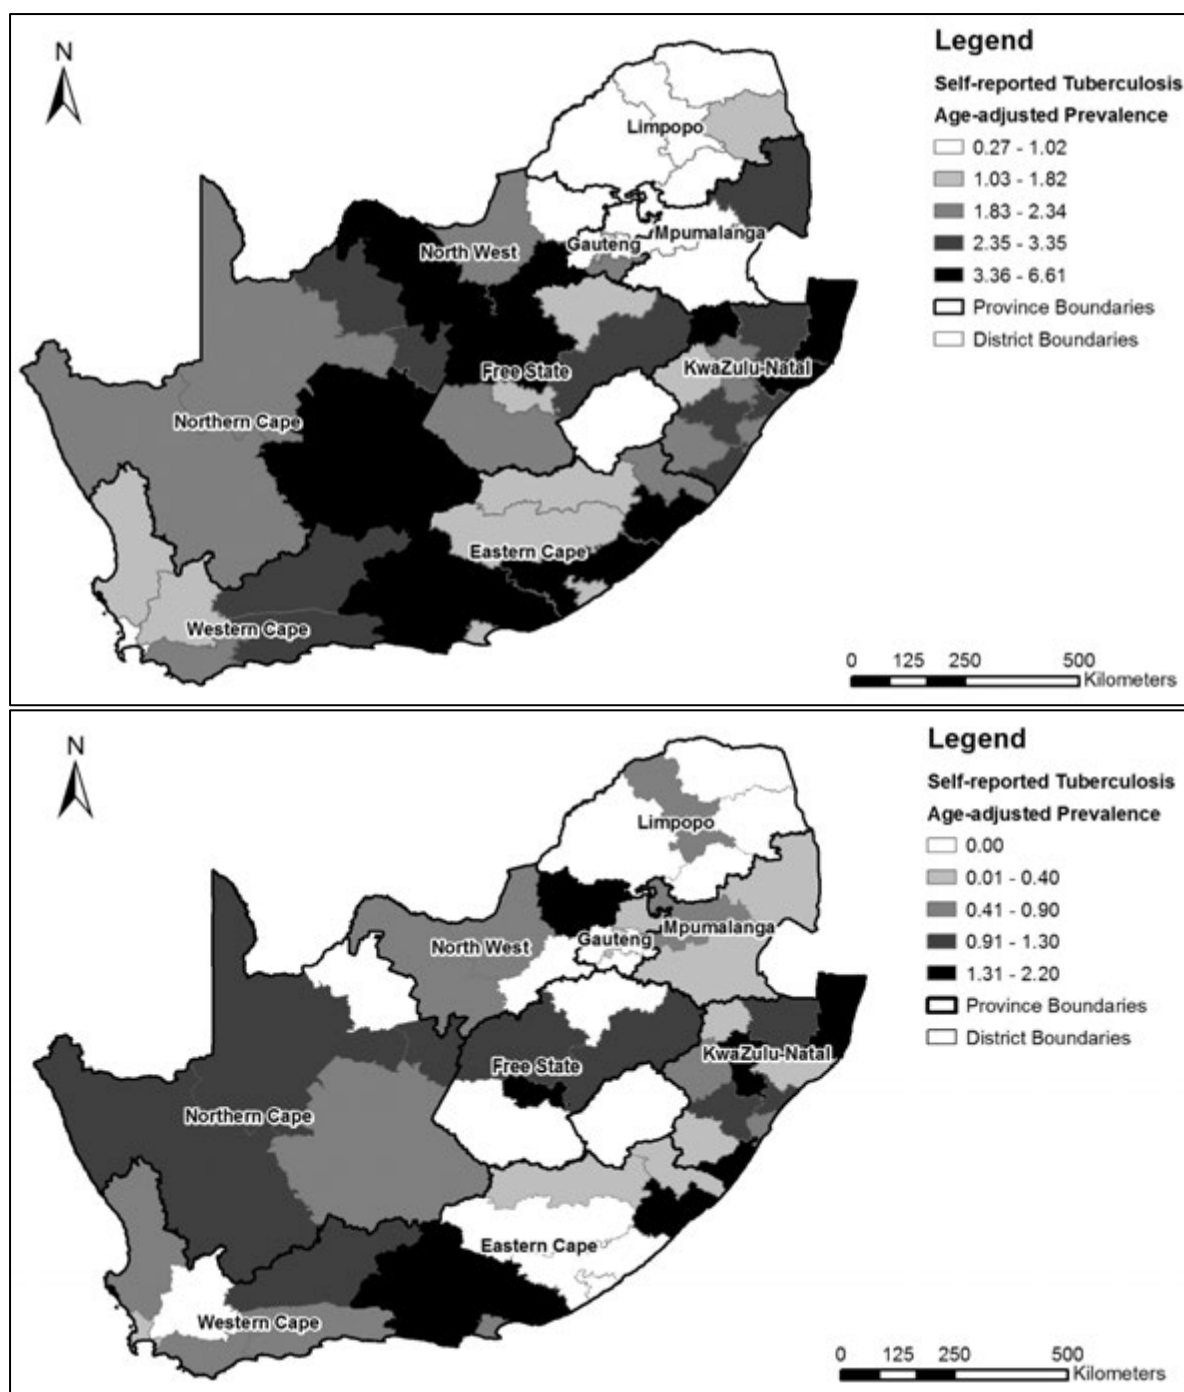 N
Legend
Self-reported Tuberculosis
Age-adjusted Prevalence
0.27 - 1.02
1.03 - 1.82
1.83 - 2.34
2.35 - 3.35
3.36 - 6.61
Province Boundaries
District Boundaries
Limpopo
North West
Gauteng
Mpumalanga
Free State
KwaZulu-Natal
Northern Cape
Eastern Cape
Western Cape
0 125 250 500
Kilometers
N
Legend
Self-reported Tuberculosis
Age-adjusted Prevalence
0.00
0.01 - 0.40
0.41 - 0.90
0.91 - 1.30
1.31 - 2.20
Province Boundaries
District Boundaries
Limpopo
North West
Gauteng
Mpumalanga
Free State
KwaZulu-Natal
Northern Cape
Eastern Cape
Western Cape
0 125 250 500
Kilometers